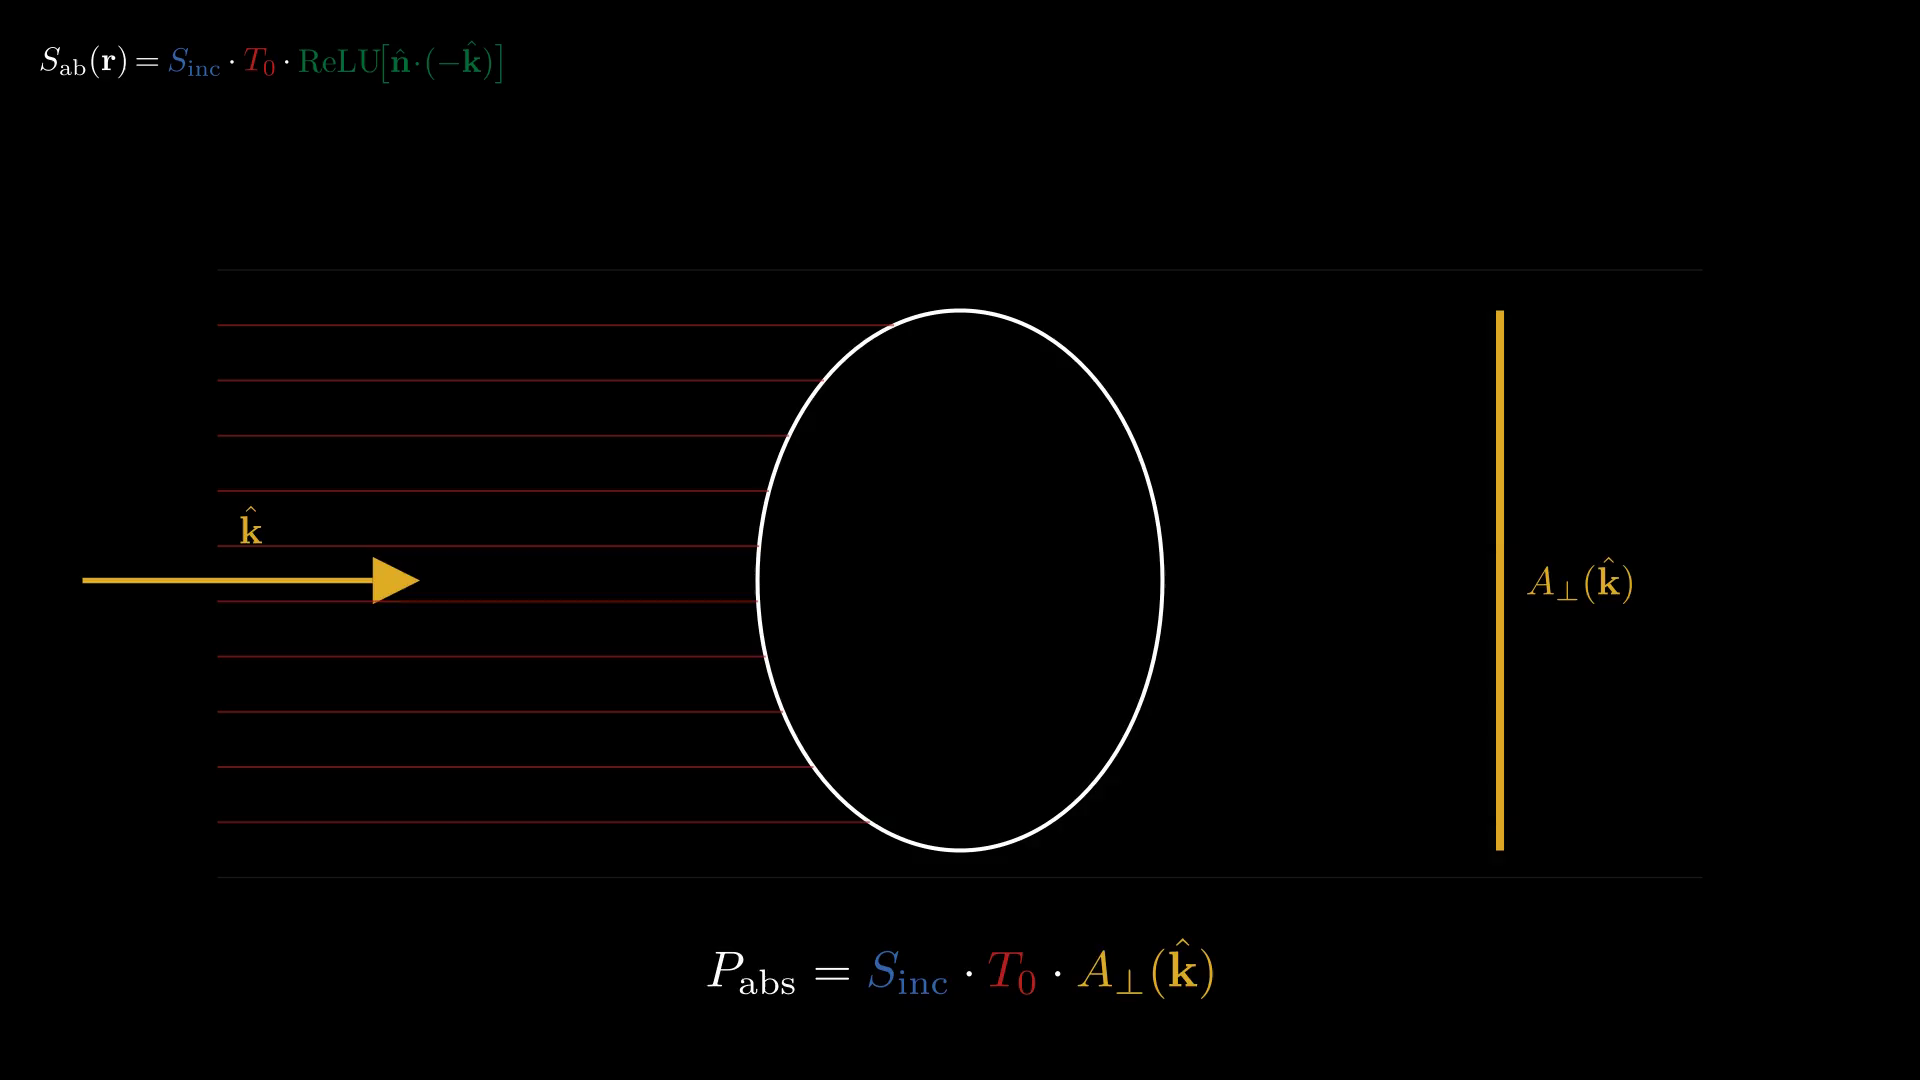 S_ab(𝐫) = S_inc · T_0 · ReLU[n̂ · (−k̂)]
k̂
A_⊥(k̂)
P_abs = S_inc · T_0 · A_⊥(k̂)